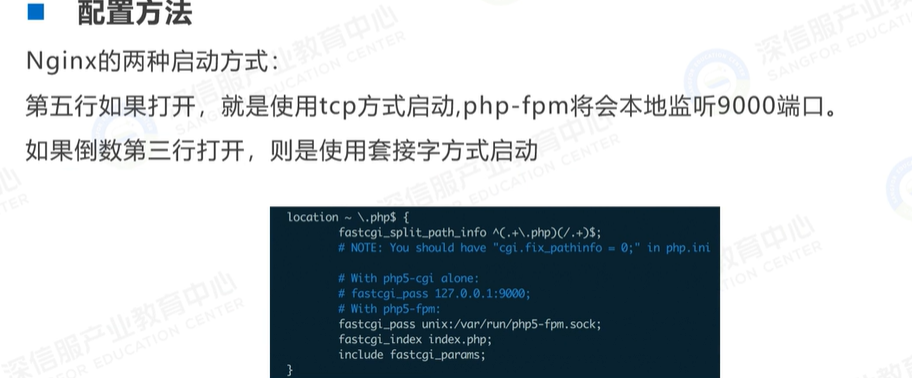 配置方法
Nginx的两种启动方式：
第五行如果打开，就是使用tcp方式启动,php-fpm将会本地监听9000端口。
如果倒数第三行打开，则是使用套接字方式启动
location ~ \.php$ {
fastcgi_split_path_info ^(.+\.php)(/.+)$;
# NOTE: You should have "cgi.fix_pathinfo = 0;" in php.ini
# With php5-cgi alone:
# fastcgi_pass 127.0.0.1:9000;
# With php5-fpm:
fastcgi_pass unix:/var/run/php5-fpm.sock;
fastcgi_index index.php;
include fastcgi_params;
}
深信服产业教育中心
SANGFOR EDUCATION CENTER